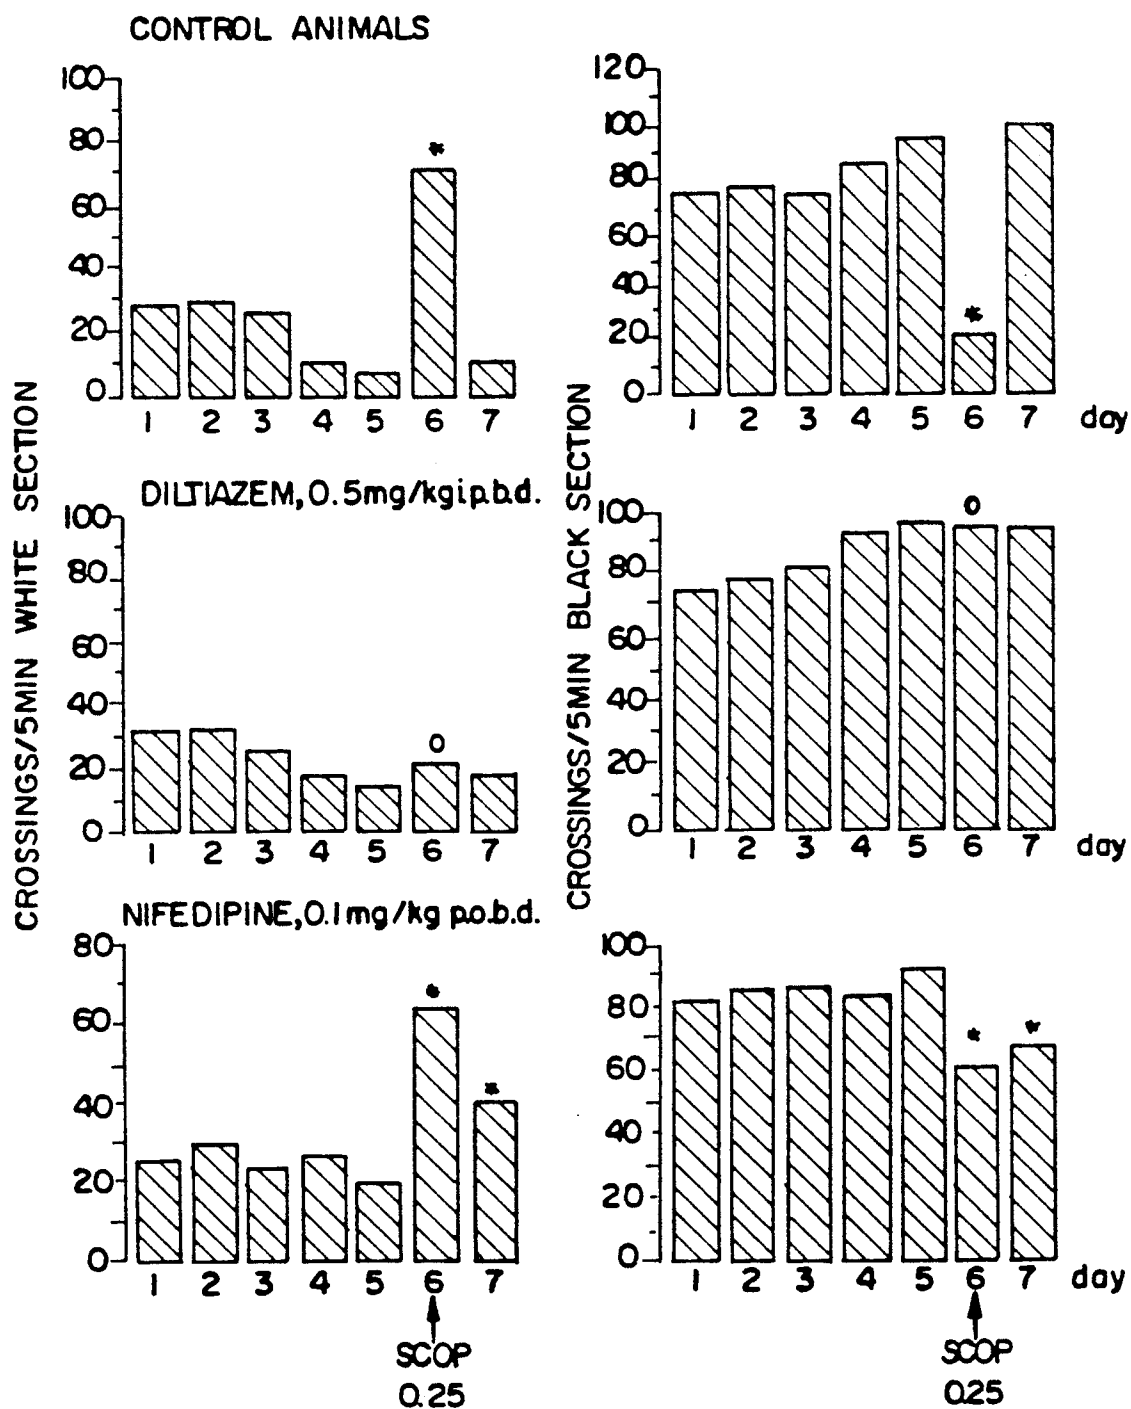 CONTROL ANIMALS
100
80
60
40
20
0
*
1 2 3 4 5 6 7
120
100
80
60
40
20
0
*
1 2 3 4 5 6 7 day
CROSSINGS/5MIN WHITE SECTION
CROSSINGS/5MIN BLACK SECTION
DILTIAZEM, 0.5mg/kg i.p.b.d.
100
80
60
40
20
0
o
1 2 3 4 5 6 7
100
80
60
40
20
0
o
1 2 3 4 5 6 7 day
NIFEDIPINE, 0.1mg/kg p.o.b.d.
80
60
40
20
0
* *
1 2 3 4 5 6 7
SCOP
0.25
100
80
60
40
20
0
* *
1 2 3 4 5 6 7 day
SCOP
0.25